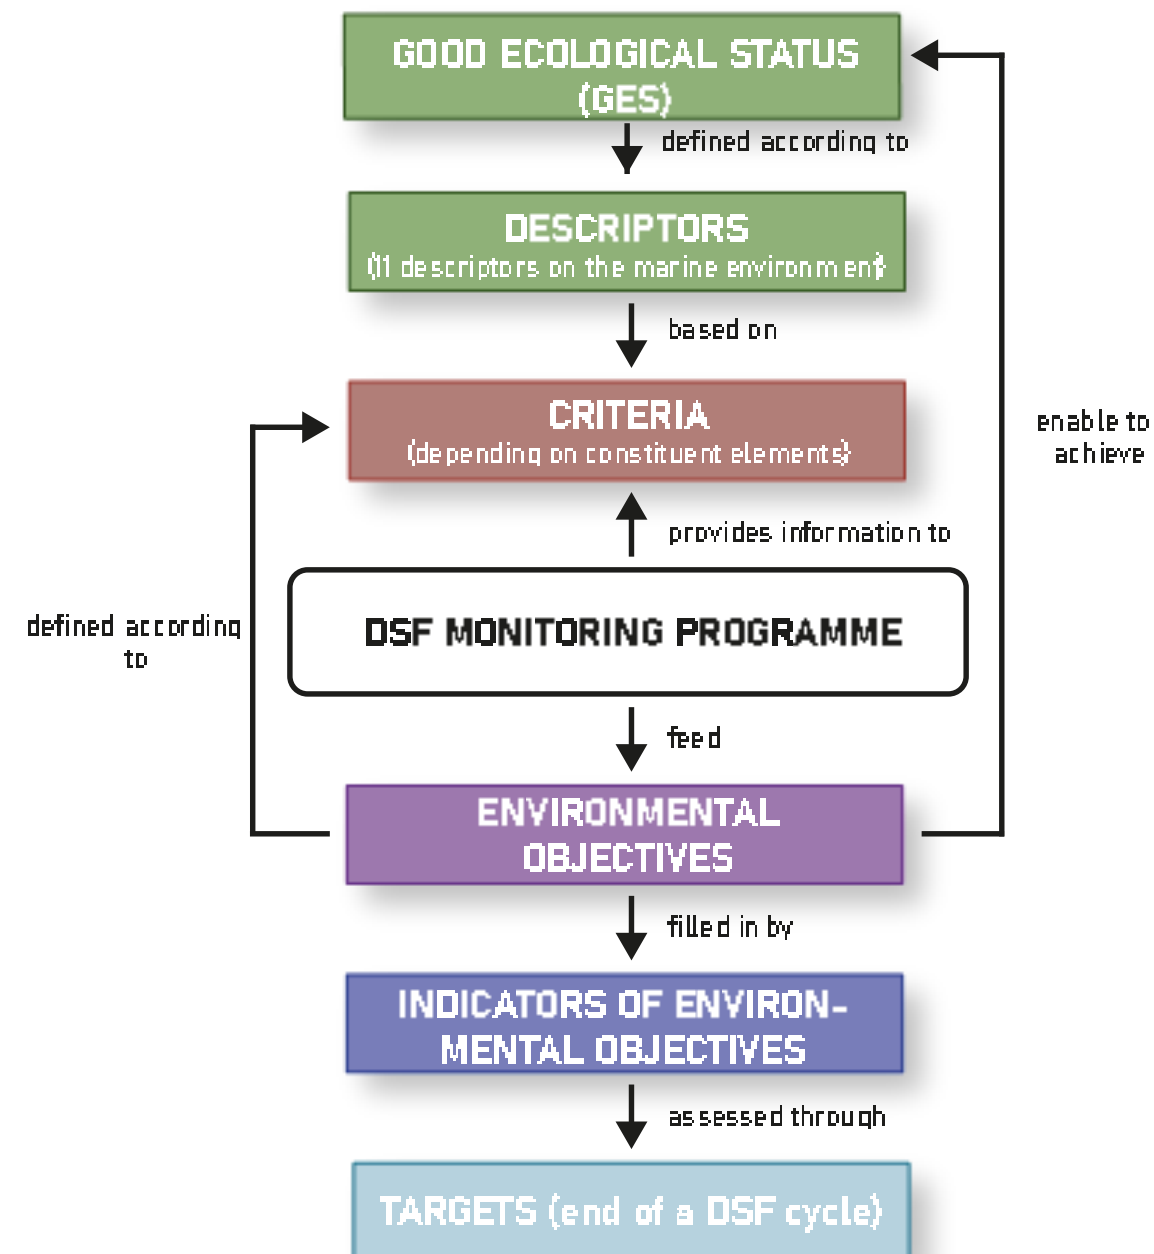 GOOD ECOLOGICAL STATUS
(GES)
defined according to
DESCRIPTORS
(11 descriptors on the marine environment)
based on
CRITERIA
(depending on constituent elements)
enable to
achieve
provides information to
DSF MONITORING PROGRAMME
defined according
to
feed
ENVIRONMENTAL
OBJECTIVES
filled in by
INDICATORS OF ENVIRON-
MENTAL OBJECTIVES
assessed through
TARGETS (end of a DSF cycle)